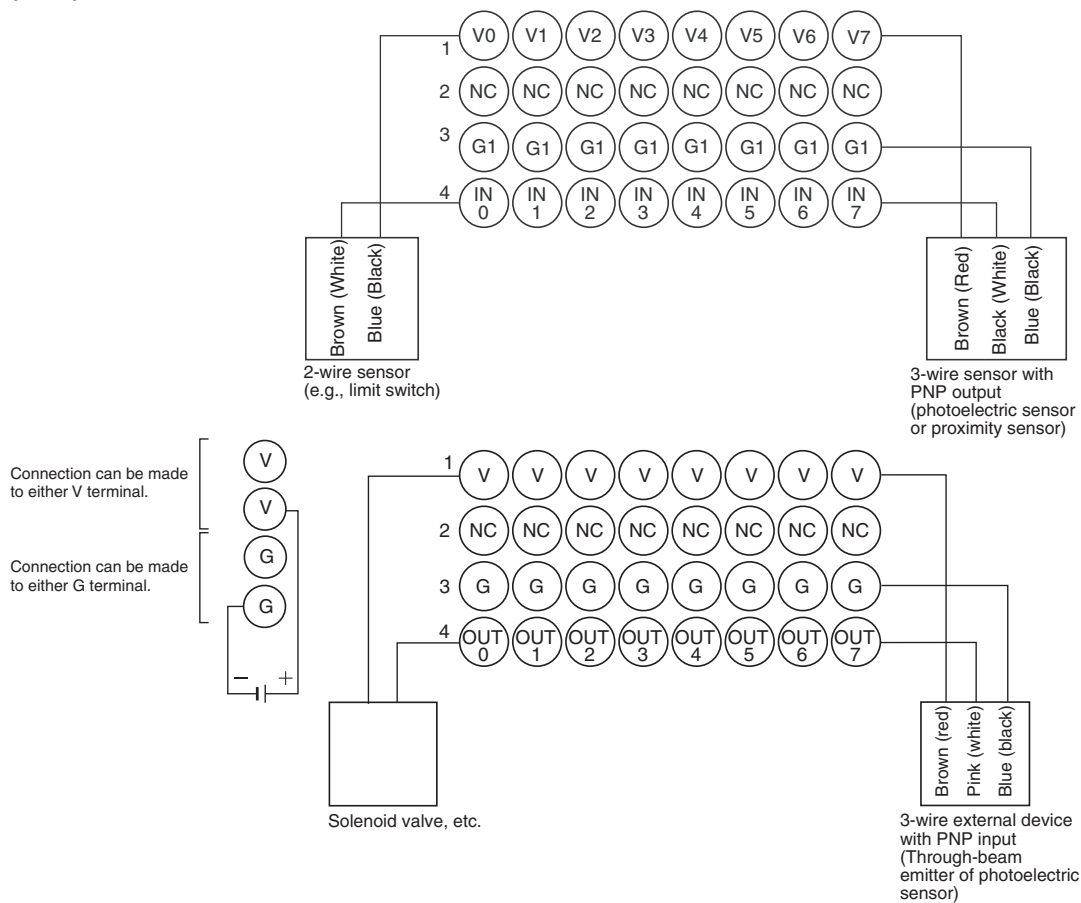 1 V0 V1 V2 V3 V4 V5 V6 V7
2 NC NC NC NC NC NC NC NC
3 G1 G1 G1 G1 G1 G1 G1 G1
4 IN 0 IN 1 IN 2 IN 3 IN 4 IN 5 IN 6 IN 7
Brown (White)
Blue (Black)
2-wire sensor
(e.g., limit switch)
Brown (Red)
Black (White)
Blue (Black)
3-wire sensor with
PNP output
(photoelectric sensor
or proximity sensor)
Connection can be made
to either V terminal.
V
V
Connection can be made
to either G terminal.
G
G
− +
1 V V V V V V V V
2 NC NC NC NC NC NC NC NC
3 G G G G G G G G
4 OUT 0 OUT 1 OUT 2 OUT 3 OUT 4 OUT 5 OUT 6 OUT 7
Solenoid valve, etc.
Brown (red)
Pink (white)
Blue (black)
3-wire external device
with PNP input
(Through-beam
emitter of photoelectric
sensor)